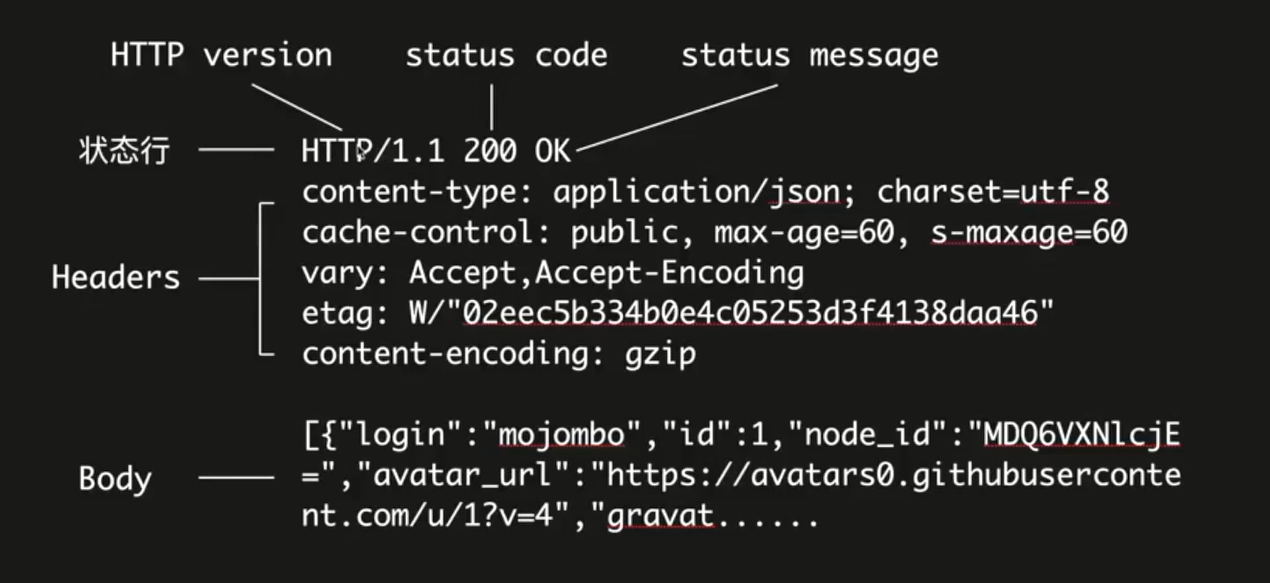 HTTP version status code status message
状态行 HTTP/1.1 200 OK
content-type: application/json; charset=utf-8
cache-control: public, max-age=60, s-maxage=60
vary: Accept,Accept-Encoding
Headers
etag: W/"02eec5b334b0e4c05253d3f4138daa46"
content-encoding: gzip
[{"login":"mojombo","id":1,"node_id":"MDQ6VXNlcjE
Body =","avatar_url":"https://avatars0.githubuserconte
nt.com/u/1?v=4","gravat......